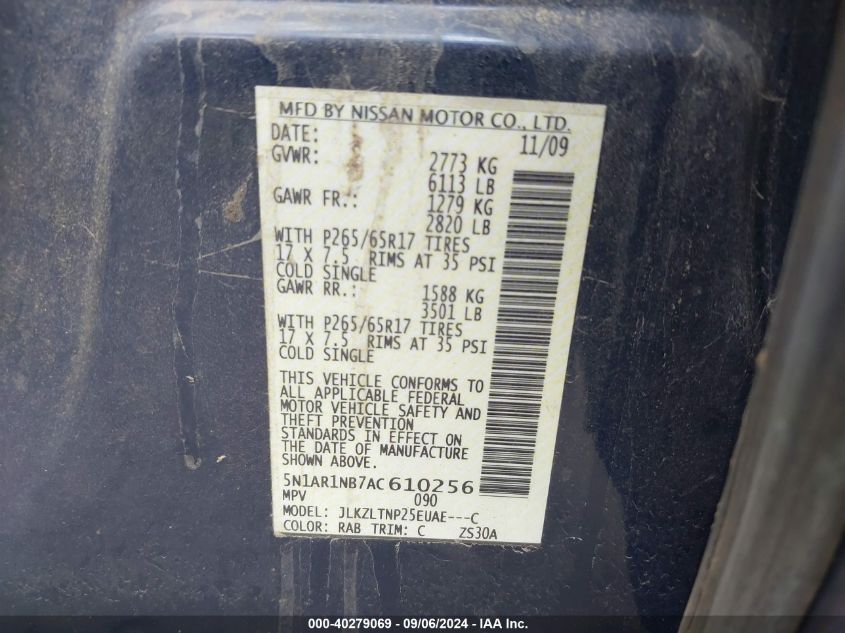 MFD BY NISSAN MOTOR CO., LTD.
DATE: 11/09
GVWR: 2773 KG
6113 LB
GAWR FR.: 1279 KG
2820 LB
WITH P265/65R17 TIRES
17 X 7.5 RIMS AT 35 PSI
COLD SINGLE
GAWR RR.: 1588 KG
3501 LB
WITH P265/65R17 TIRES
17 X 7.5 RIMS AT 35 PSI
COLD SINGLE
THIS VEHICLE CONFORMS TO
ALL APPLICABLE FEDERAL
MOTOR VEHICLE SAFETY AND
THEFT PREVENTION
STANDARDS IN EFFECT ON
THE DATE OF MANUFACTURE
SHOWN ABOVE.
5N1AR1NB7AC610256
MPV 090
MODEL: JLKZLTNP25EUAE---C
COLOR: RAB TRIM: C ZS30A
000-40279069 - 09/06/2024 - IAA Inc.